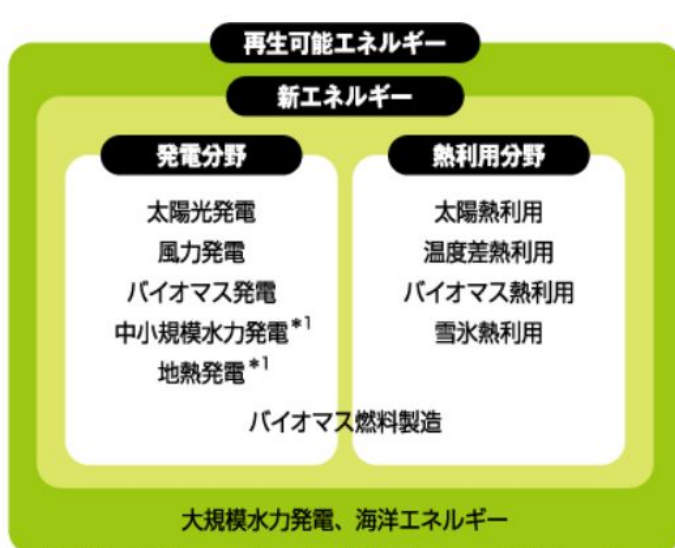 再生可能エネルギー
新エネルギー
発電分野
太陽光発電
風力発電
バイオマス発電
中小規模水力発電*1
地熱発電*1
熱利用分野
太陽熱利用
温度差熱利用
バイオマス熱利用
雪氷熱利用
バイオマス燃料製造
大規模水力発電、海洋エネルギー